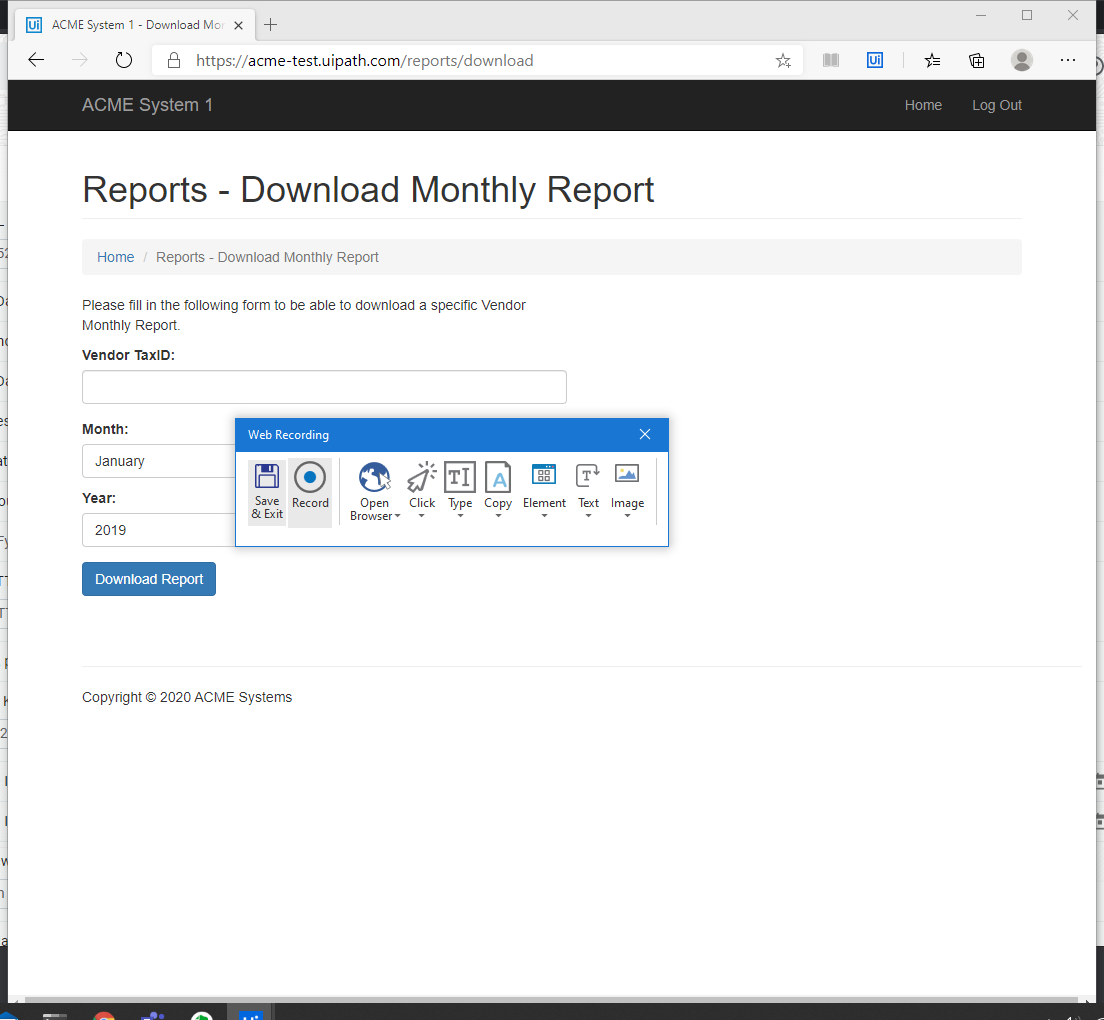 Ui ACME System 1 - Download Mor
https://acme-test.uipath.com/reports/download
Ui
ACME System 1
Home
Log Out
Reports - Download Monthly Report
Home / Reports - Download Monthly Report
Please fill in the following form to be able to download a specific Vendor
Monthly Report.
Vendor TaxID:
Month:
January
Year:
2019
Web Recording
Save
& Exit
Record
Open
Browser
Click
Type
Copy
Element
Text
Image
Download Report
Copyright © 2020 ACME Systems